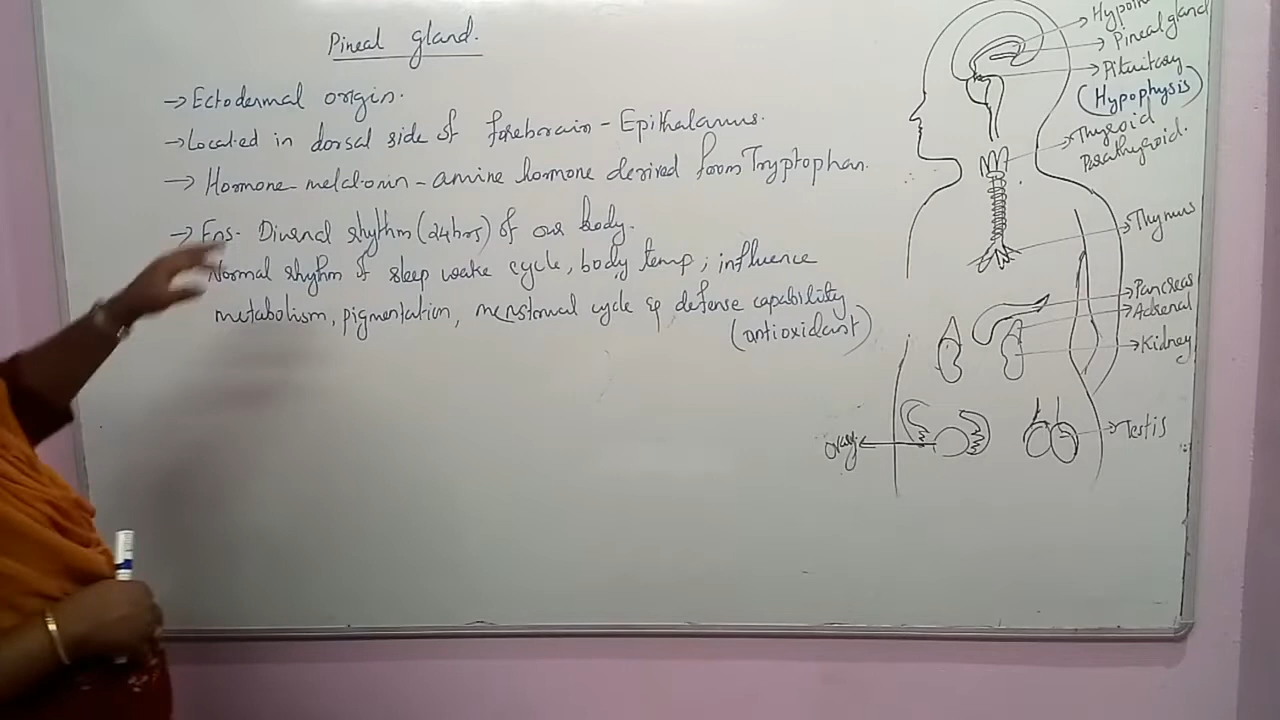 Pineal gland.
→ Ectodermal origin.
→ Located in dorsal side of forebrain - Epithalamus.
→ Hormone - melatonin - amine hormone derived from Tryptophan.
→ Fns - Diurnal rhythm (24hrs) of our body.
Normal rhythm of sleep wake cycle, body temp; influence
metabolism, pigmentation, menstrual cycle & defense capability
(antioxidant)
→ Pineal gland
→ Pituitary
(Hypophysis)
→ Thyroid
Parathyroid.
→ Thymus
→ Pancreas
→ Adrenal
→ Kidney
→ Testis
Ovary